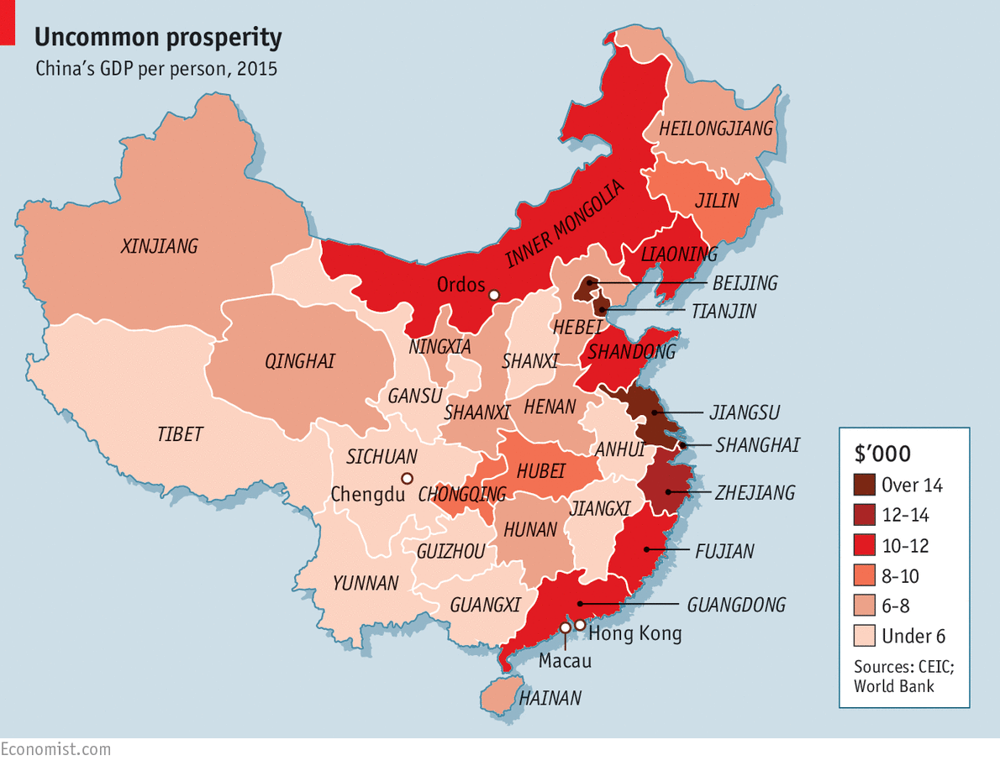 Uncommon prosperity
China's GDP per person, 2015
HEILONGJIANG
JILIN
INNER MONGOLIA
XINJIANG
LIAONING
Ordos
BEIJING
TIANJIN
HEBEI
NINGXIA
SHANDONG
QINGHAI
SHANXI
GANSU
HENAN
SHAANXI
JIANGSU
TIBET
SHANGHAI
ANHUI
SICHUAN
HUBEI
Chengdu
CHONGQING
ZHEJIANG
JIANGXI
HUNAN
GUIZHOU
FUJIAN
YUNNAN
GUANGXI
GUANGDONG
Hong Kong
Macau
HAINAN
$'000
Over 14
12-14
10-12
8-10
6-8
Under 6
Sources: CEIC;
World Bank
Economist.com